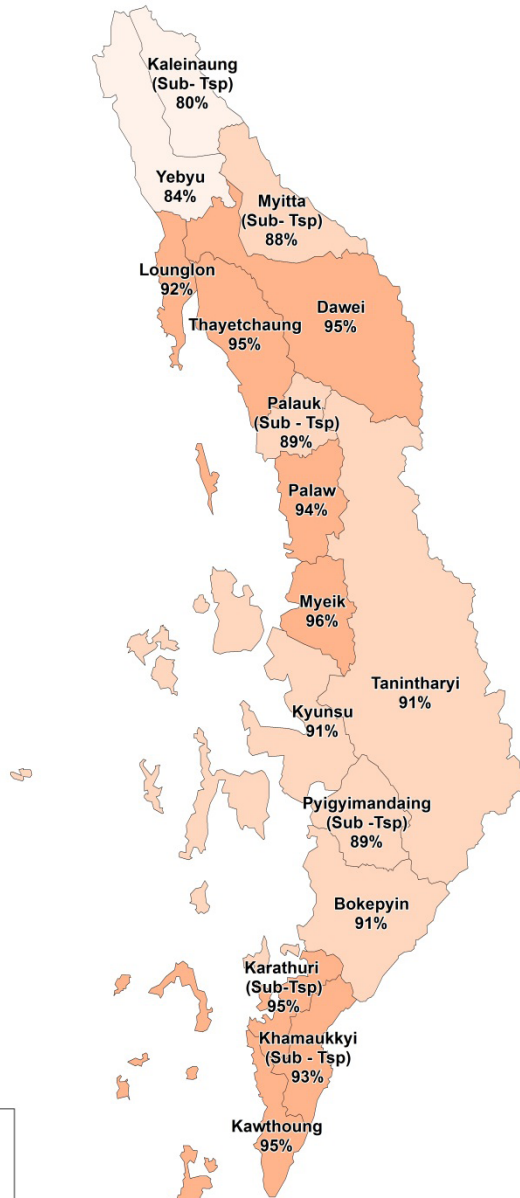 Kaleinaung
(Sub- Tsp)
80%
Yebyu
84%
Myitta
(Sub- Tsp)
88%
Lounglon
92%
Dawei
95%
Thayetchaung
95%
Palauk
(Sub - Tsp)
89%
Palaw
94%
Myeik
96%
Tanintharyi
91%
Kyunsu
91%
Pyigyimandaing
(Sub -Tsp)
89%
Bokepyin
91%
Karathuri
(Sub-Tsp)
95%
Khamaukkyi
(Sub - Tsp)
93%
Kawthoung
95%